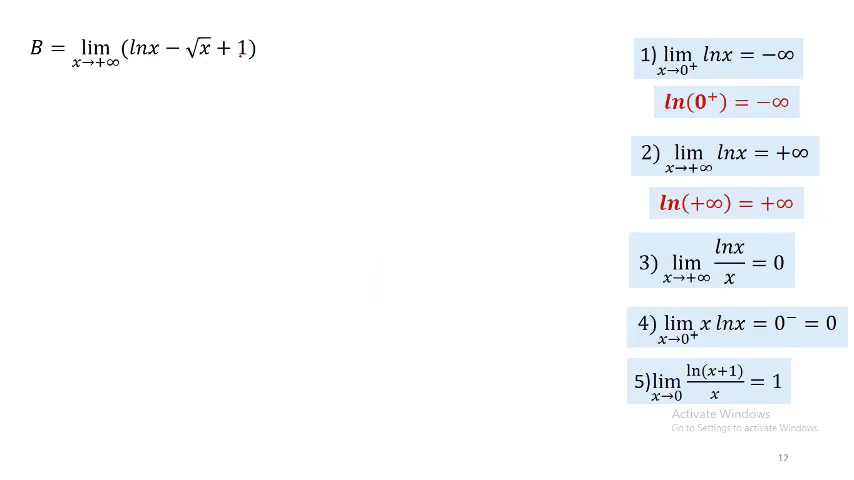 B = lim x→+∞ (lnx − √x + 1)
1) lim x→0⁺ lnx = −∞
ln(0⁺) = −∞
2) lim x→+∞ lnx = +∞
ln(+∞) = +∞
3) lim x→+∞ lnx/x = 0
4) lim x→0⁺ x lnx = 0⁻ = 0
5)lim x→0 ln(x+1)/x = 1
Activate Windows
Go to Settings to activate Windows.
12